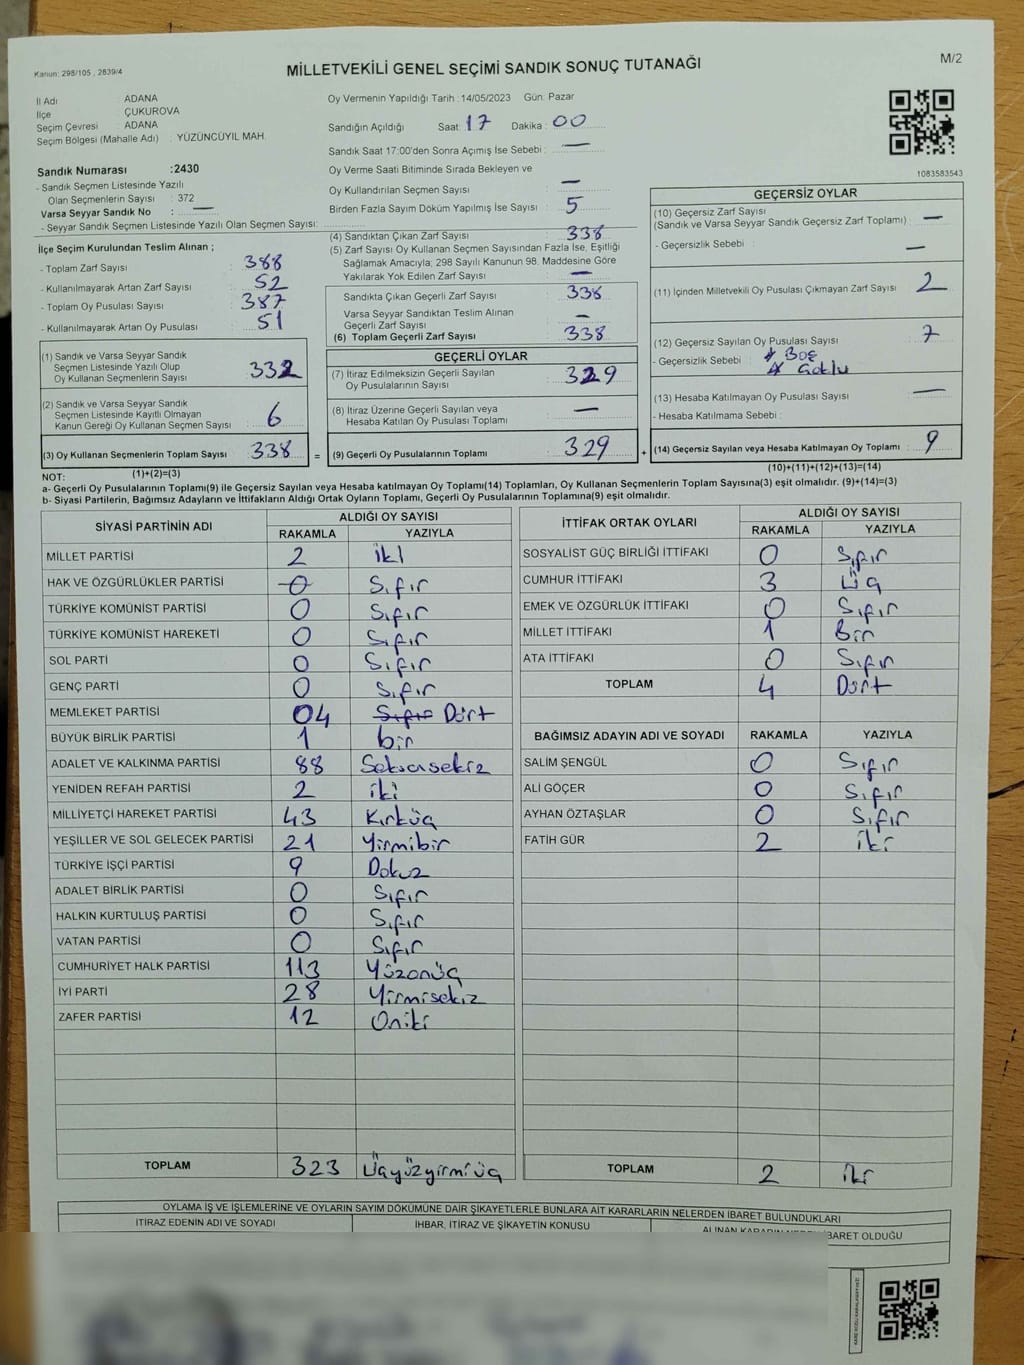 Kanun: 298/105 , 2839/4
M/2
MİLLETVEKİLİ GENEL SEÇİMİ SANDIK SONUÇ TUTANAĞI
İl Adı : ADANA
İlçe : ÇUKUROVA
Seçim Çevresi : ADANA
Seçim Bölgesi (Mahalle Adı) : YÜZÜNCÜYIL MAH.
Oy Vermenin Yapıldığı Tarih : 14/05/2023 Gün: Pazar
Sandığın Açıldığı Saat: 17 Dakika : 00
Sandık Saat 17:00'den Sonra Açımış İse Sebebi : —
Oy Verme Saati Bitiminde Sırada Bekleyen ve
Oy Kullandırılan Seçmen Sayısı : —
Birden Fazla Sayım Döküm Yapılmış İse Sayısı : 5
1083583543
Sandık Numarası :2430
- Sandık Seçmen Listesinde Yazılı
Olan Seçmenlerin Sayısı : 372
Varsa Seyyar Sandık No : —
- Seyyar Sandık Seçmen Listesinde Yazılı Olan Seçmen Sayısı:
İlçe Seçim Kurulundan Teslim Alınan ;
- Toplam Zarf Sayısı : 388
- Kullanılmayarak Artan Zarf Sayısı : 52
- Toplam Oy Pusulası Sayısı : 387
- Kullanılmayarak Artan Oy Pusulası : 51
(4) Sandıktan Çıkan Zarf Sayısı : 338
(5) Zarf Sayısı Oy Kullanan Seçmen Sayısından Fazla İse, Eşitliği
Sağlamak Amacıyla; 298 Sayılı Kanunun 98. Maddesine Göre
Yakılarak Yok Edilen Zarf Sayısı : —
Sandıkta Çıkan Geçerli Zarf Sayısı : 338
Varsa Seyyar Sandıktan Teslim Alınan
Geçerli Zarf Sayısı : —
(6) Toplam Geçerli Zarf Sayısı : 338
GEÇERSİZ OYLAR
(10) Geçersiz Zarf Sayısı
(Sandık ve Varsa Seyyar Sandık Geçersiz Zarf Toplamı) : —
- Geçersizlik Sebebi : —
(11) İçinden Milletvekili Oy Pusulası Çıkmayan Zarf Sayısı : 2
(12) Geçersiz Sayılan Oy Pusulası Sayısı : 7
- Geçersizlik Sebebi : * Boş
* Çoklu
(13) Hesaba Katılmayan Oy Pusulası Sayısı : —
- Hesaba Katılmama Sebebi :
(14) Geçersiz Sayılan veya Hesaba Katılmayan Oy Toplamı : 9
(10)+(11)+(12)+(13)=(14)
(1) Sandık ve Varsa Seyyar Sandık
Seçmen Listesinde Yazılı Olup
Oy Kullanan Seçmenlerin Sayısı : 332
(2) Sandık ve Varsa Seyyar Sandık
Seçmen Listesinde Kayıtlı Olmayan
Kanun Gereği Oy Kullanan Seçmen Sayısı : 6
(3) Oy Kullanan Seçmenlerin Toplam Sayısı : 338 =
(1)+(2)=(3)
GEÇERLİ OYLAR
(7) İtiraz Edilmeksizin Geçerli Sayılan
Oy Pusulalarının Sayısı : 329
(8) İtiraz Üzerine Geçerli Sayılan veya
Hesaba Katılan Oy Pusulası Toplamı : —
(9) Geçerli Oy Pusulalarının Toplamı : 329 +
NOT:
a- Geçerli Oy Pusulalarının Toplamı(9) ile Geçersiz Sayılan veya Hesaba katılmayan Oy Toplamı(14) Toplamları, Oy Kullanan Seçmenlerin Toplam Sayısına(3) eşit olmalıdır. (9)+(14)=(3)
b- Siyasi Partilerin, Bağımsız Adayların ve İttifakların Aldığı Ortak Oyların Toplamı, Geçerli Oy Pusulalarının Toplamına(9) eşit olmalıdır.
SİYASİ PARTİNİN ADI ALDIĞI OY SAYISI
RAKAMLA YAZIYLA
MİLLET PARTİSİ 2 iki
HAK VE ÖZGÜRLÜKLER PARTİSİ 0 Sıfır
TÜRKİYE KOMÜNİST PARTİSİ 0 Sıfır
TÜRKİYE KOMÜNİST HAREKETİ 0 Sıfır
SOL PARTİ 0 Sıfır
GENÇ PARTİ 0 Sıfır
MEMLEKET PARTİSİ 04 Sıfır Dört
BÜYÜK BİRLİK PARTİSİ 1 bir
ADALET VE KALKINMA PARTİSİ 88 Seksensekiz
YENİDEN REFAH PARTİSİ 2 iki
MİLLİYETÇİ HAREKET PARTİSİ 43 Kırküç
YEŞİLLER VE SOL GELECEK PARTİSİ 21 Yirmibir
TÜRKİYE İŞÇİ PARTİSİ 9 Dokuz
ADALET BİRLİK PARTİSİ 0 Sıfır
HALKIN KURTULUŞ PARTİSİ 0 Sıfır
VATAN PARTİSİ 0 Sıfır
CUMHURİYET HALK PARTİSİ 113 Yüzonüç
İYİ PARTİ 28 Yirmisekiz
ZAFER PARTİSİ 12 Oniki
TOPLAM 323 Üçyüzyirmiüç
İTTİFAK ORTAK OYLARI ALDIĞI OY SAYISI
RAKAMLA YAZIYLA
SOSYALİST GÜÇ BİRLİĞİ İTTİFAKI 0 Sıfır
CUMHUR İTTİFAKI 3 Üç
EMEK VE ÖZGÜRLÜK İTTİFAKI 0 Sıfır
MİLLET İTTİFAKI 1 Bir
ATA İTTİFAKI 0 Sıfır
TOPLAM 4 Dört
BAĞIMSIZ ADAYIN ADI VE SOYADI RAKAMLA YAZIYLA
SALİM ŞENGÜL 0 Sıfır
ALİ GÖÇER 0 Sıfır
AYHAN ÖZTAŞLAR 0 Sıfır
FATİH GÜR 2 iki
TOPLAM 2 iki
OYLAMA İŞ VE İŞLEMLERİNE VE OYLARIN SAYIM DÖKÜMÜNE DAİR ŞİKAYETLERLE BUNLARA AİT KARARLARIN NELERDEN İBARET BULUNDUKLARI
İTİRAZ EDENİN ADI VE SOYADI İHBAR, İTİRAZ VE ŞİKAYETİN KONUSU ALINAN KARARIN NEDEN İBARET OLDUĞU